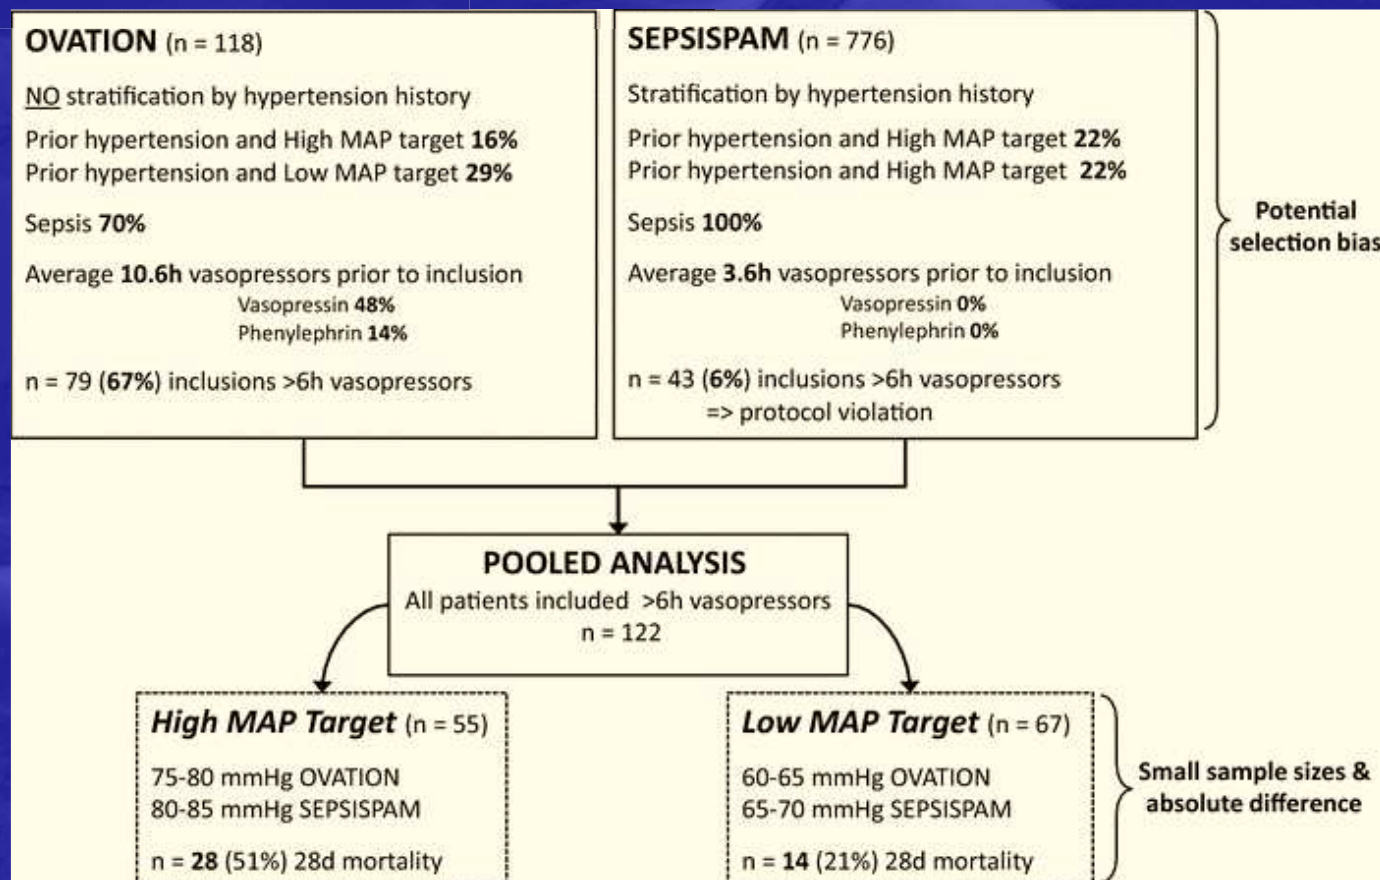 OVATION (n = 118)
NO stratification by hypertension history
Prior hypertension and High MAP target 16%
Prior hypertension and Low MAP target 29%
Sepsis 70%
Average 10.6h vasopressors prior to inclusion
Vasopressin 48%
Phenylephrin 14%
n = 79 (67%) inclusions >6h vasopressors
SEPSISPAM (n = 776)
Stratification by hypertension history
Prior hypertension and High MAP target 22%
Prior hypertension and High MAP target 22%
Sepsis 100%
Average 3.6h vasopressors prior to inclusion
Vasopressin 0%
Phenylephrin 0%
n = 43 (6%) inclusions >6h vasopressors
=> protocol violation
Potential
selection bias
POOLED ANALYSIS
All patients included >6h vasopressors
n = 122
High MAP Target (n = 55)
75-80 mmHg OVATION
80-85 mmHg SEPSISPAM
n = 28 (51%) 28d mortality
Low MAP Target (n = 67)
60-65 mmHg OVATION
65-70 mmHg SEPSISPAM
n = 14 (21%) 28d mortality
Small sample sizes &
absolute difference